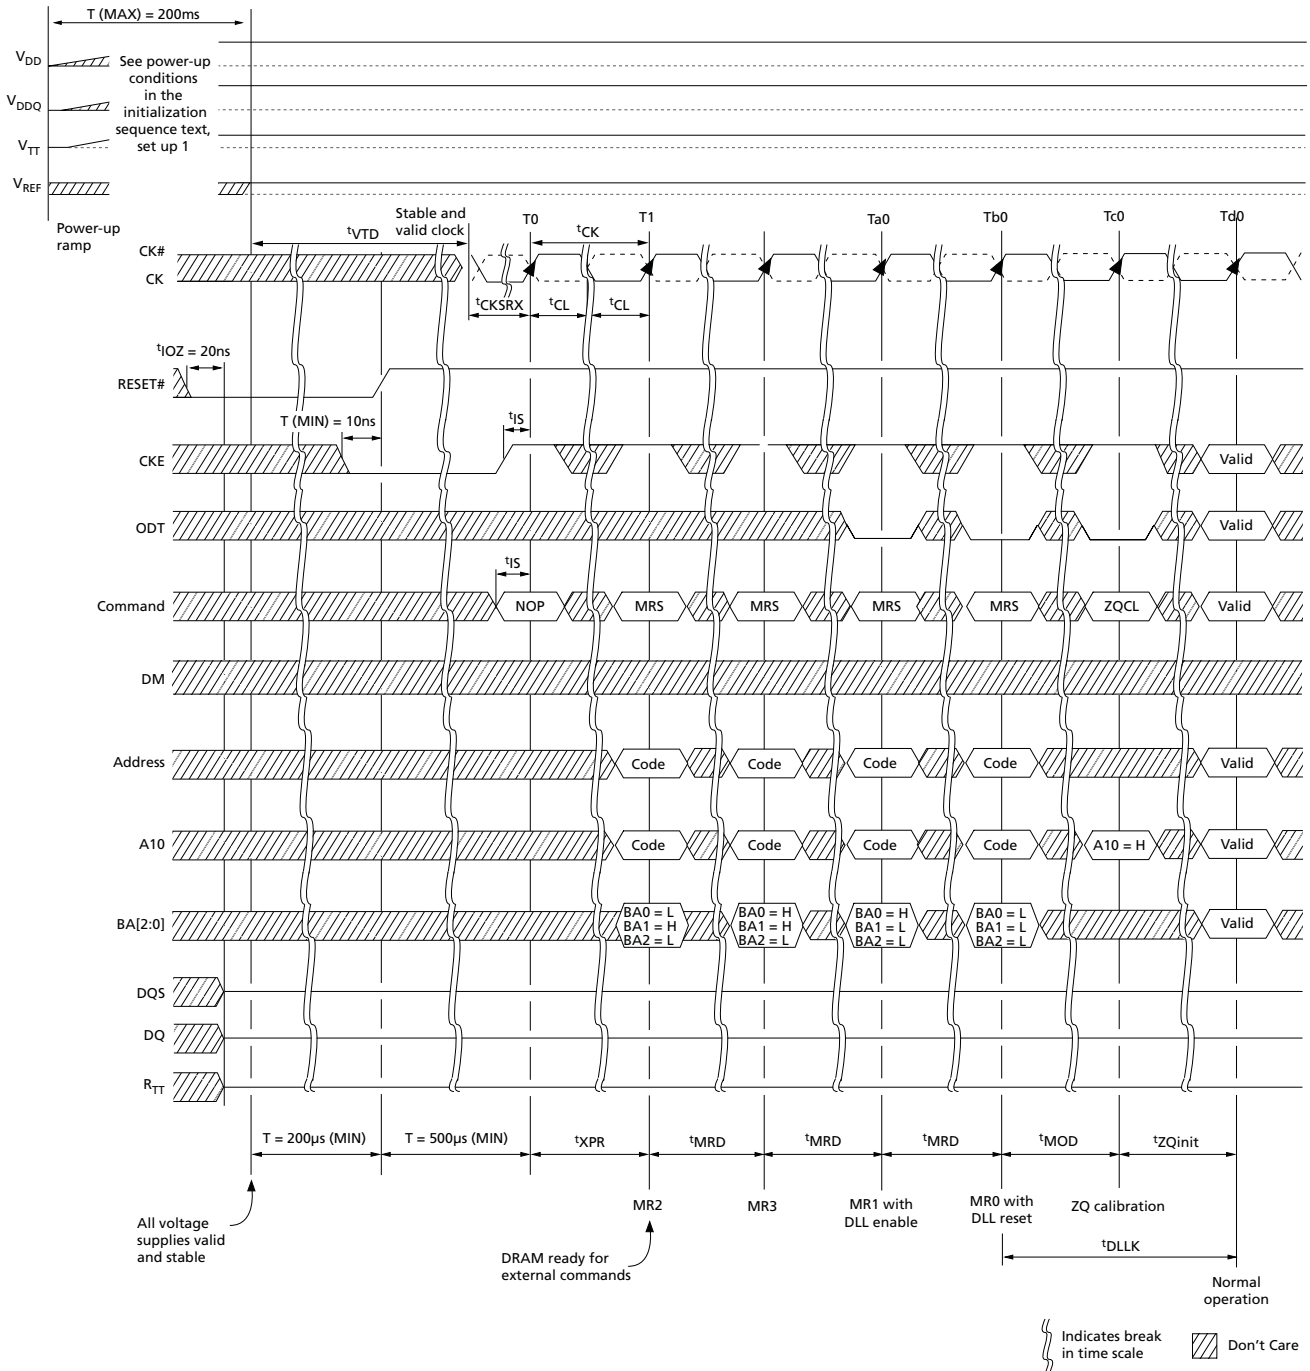 T (MAX) = 200ms
VDD
See power-up
conditions
in the
initialization
sequence text,
set up 1
VDDQ
VTT
VREF
Power-up
ramp
Stable and
valid clock
T0
T1
Ta0
Tb0
Tc0
Td0
tVTD
tCK
CK#
CK
tCKSRX
tCL
tCL
tIOZ = 20ns
RESET#
T (MIN) = 10ns
tIS
CKE
Valid
ODT
Valid
tIS
Command
NOP
MRS
MRS
MRS
MRS
ZQCL
Valid
DM
Address
Code
Code
Code
Code
Valid
A10
Code
Code
Code
Code
A10 = H
Valid
BA[2:0]
BA0 = L
BA1 = H
BA2 = L
BA0 = H
BA1 = H
BA2 = L
BA0 = H
BA1 = L
BA2 = L
BA0 = L
BA1 = L
BA2 = L
Valid
DQS
DQ
RTT
T = 200µs (MIN)
T = 500µs (MIN)
tXPR
tMRD
tMRD
tMRD
tMOD
tZQinit
MR2
MR3
MR1 with
DLL enable
MR0 with
DLL reset
ZQ calibration
All voltage
supplies valid
and stable
DRAM ready for
external commands
tDLLK
Normal
operation
Indicates break
in time scale
Don't Care